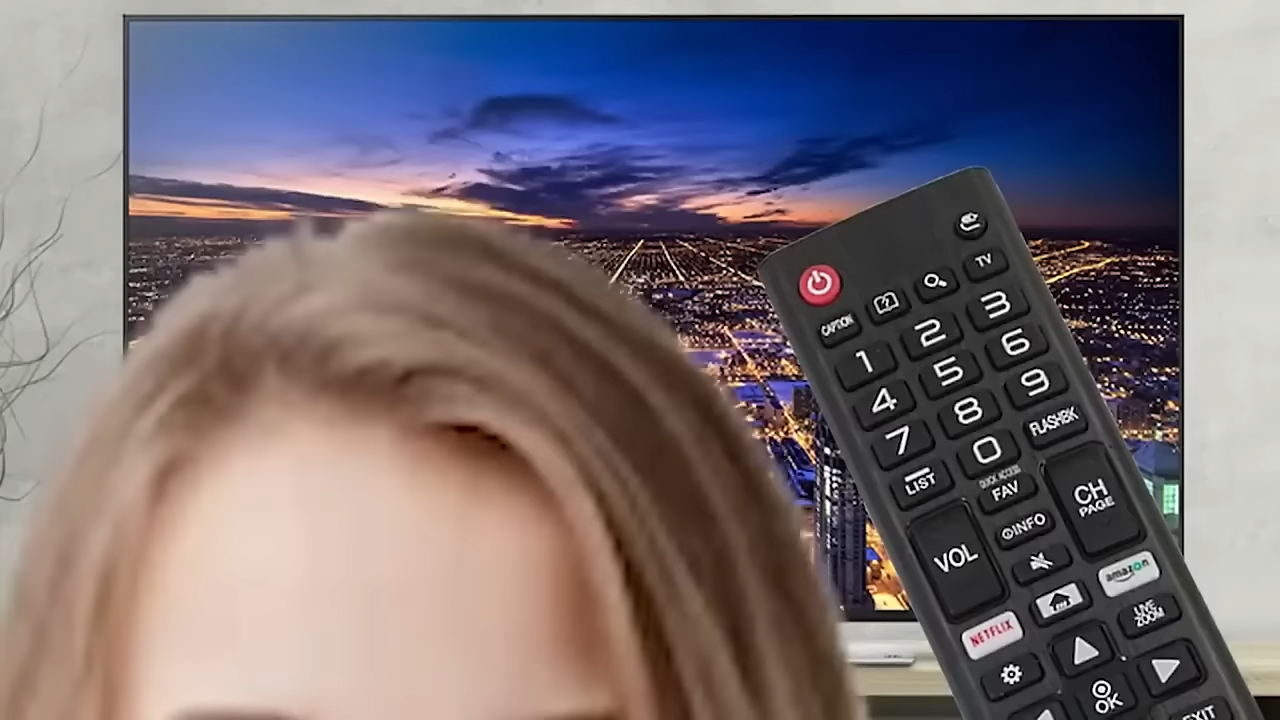 TV
CAPTION
1 2 3
4 5 6
7 8 9
LIST 0 FLASHBK
QUICK ACCESS
FAV
VOL
INFO
CH
PAGE
NETFLIX
amazon
LIVE
ZOOM
OK
EXIT